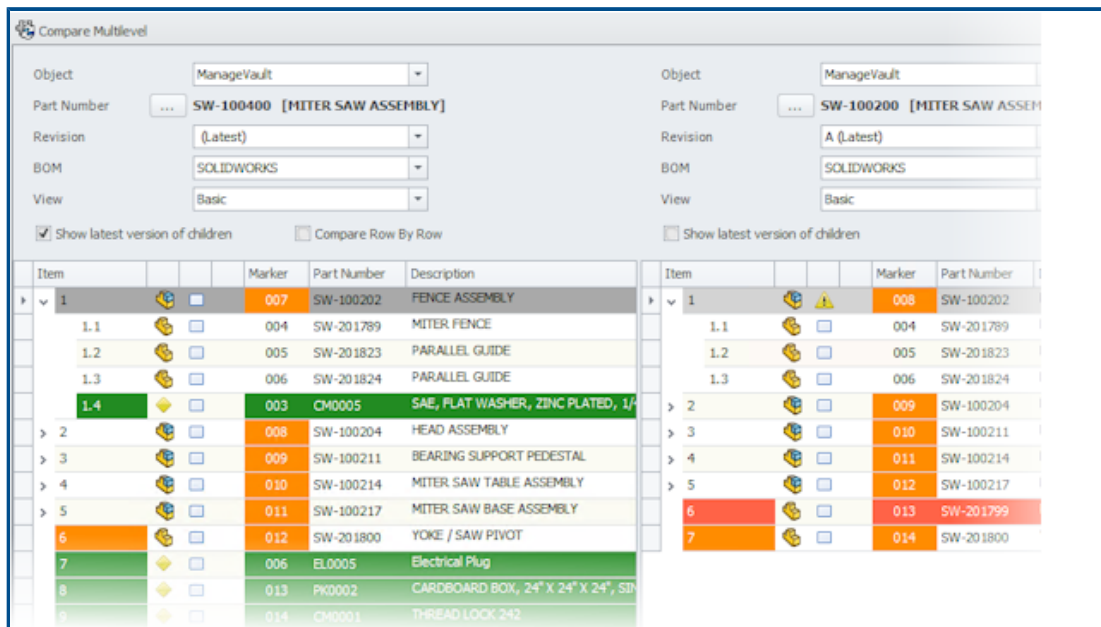 Compare Multilevel
Object ManageVault Object ManageVault
Part Number ... SW-100400 [MITER SAW ASSEMBLY] Part Number ... SW-100200 [MITER SAW ASSEM
Revision (Latest) Revision A (Latest)
BOM SOLIDWORKS BOM SOLIDWORKS
View Basic View Basic
Show latest version of children Compare Row By Row Show latest version of children
Item Marker Part Number Description Item Marker Part Number
1 007 SW-100202 FENCE ASSEMBLY 1 008 SW-100202
1.1 004 SW-201789 MITER FENCE 1.1 004 SW-201789
1.2 005 SW-201823 PARALLEL GUIDE 1.2 005 SW-201823
1.3 006 SW-201824 PARALLEL GUIDE 1.3 006 SW-201824
1.4 003 CM0005 SAE, FLAT WASHER, ZINC PLATED, 1/4 2 009 SW-100204
2 008 SW-100204 HEAD ASSEMBLY 3 010 SW-100211
3 009 SW-100211 BEARING SUPPORT PEDESTAL 4 011 SW-100214
4 010 SW-100214 MITER SAW TABLE ASSEMBLY 5 012 SW-100217
5 011 SW-100217 MITER SAW BASE ASSEMBLY 6 013 SW-201799
6 012 SW-201800 YOKE / SAW PIVOT 7 014 SW-201800
7 006 EL0005 Electrical Plug
8 013 PK0002 CARDBOARD BOX, 24" X 24" X 24", SIN
9 014 CM0001 THREAD LOCK 242